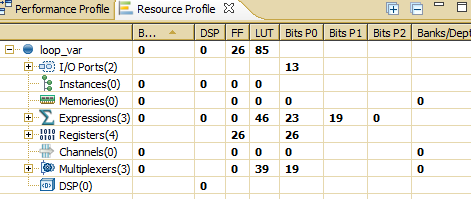 Performance Profile Resource Profile
B... DSP FF LUT Bits P0 Bits P1 Bits P2 Banks/Dept
loop_var 0 0 26 85
I/O Ports(2) 13
Instances(0) 0 0 0 0
Memories(0) 0 0 0 0 0
Expressions(3) 0 0 0 46 23 19 0
Registers(4) 26 26
Channels(0) 0 0 0 0 0
Multiplexers(3) 0 0 39 19 0
DSP(0) 0